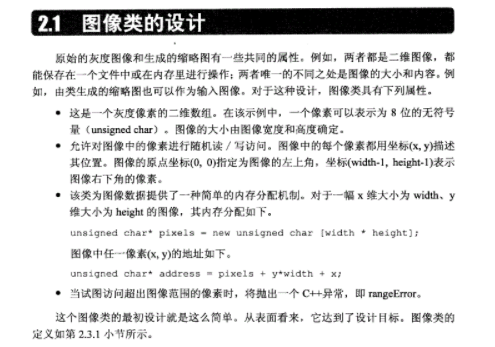 2.1 图像类的设计
原始的灰度图像和生成的缩略图有一些共同的属性。例如，两者都是二维图像，都
能保存在一个文件中或在内存里进行操作；两者唯一的不同之处是图像的大小和内容。例
如，由类生成的缩略图也可以作为输入图像。对于这种设计，图像类具有下列属性。
• 这是一个灰度像素的二维数组。在该示例中，一个像素可以表示为 8 位的无符号
量（unsigned char）。图像的大小由图像宽度和高度确定。
• 允许对图像中的像素进行随机读／写访问。图像中的每个像素都用坐标(x, y)描述
其位置。图像的原点坐标(0, 0)指定为图像的左上角，坐标(width-1, height-1)表示
图像右下角的像素。
• 该类为图像数据提供了一种简单的内存分配机制。对于一幅 x 维大小为 width、y
维大小为 height 的图像，其内存分配如下。
unsigned char* pixels = new unsigned char [width * height];
图像中任一像素(x, y)的地址如下。
unsigned char* address = pixels + y*width + x;
• 当试图访问超出图像范围的像素时，将抛出一个 C++异常，即 rangeError。
这个图像类的最初设计就是这么简单。从表面看来，它达到了设计目标。图像类的
定义如第 2.3.1 小节所示。